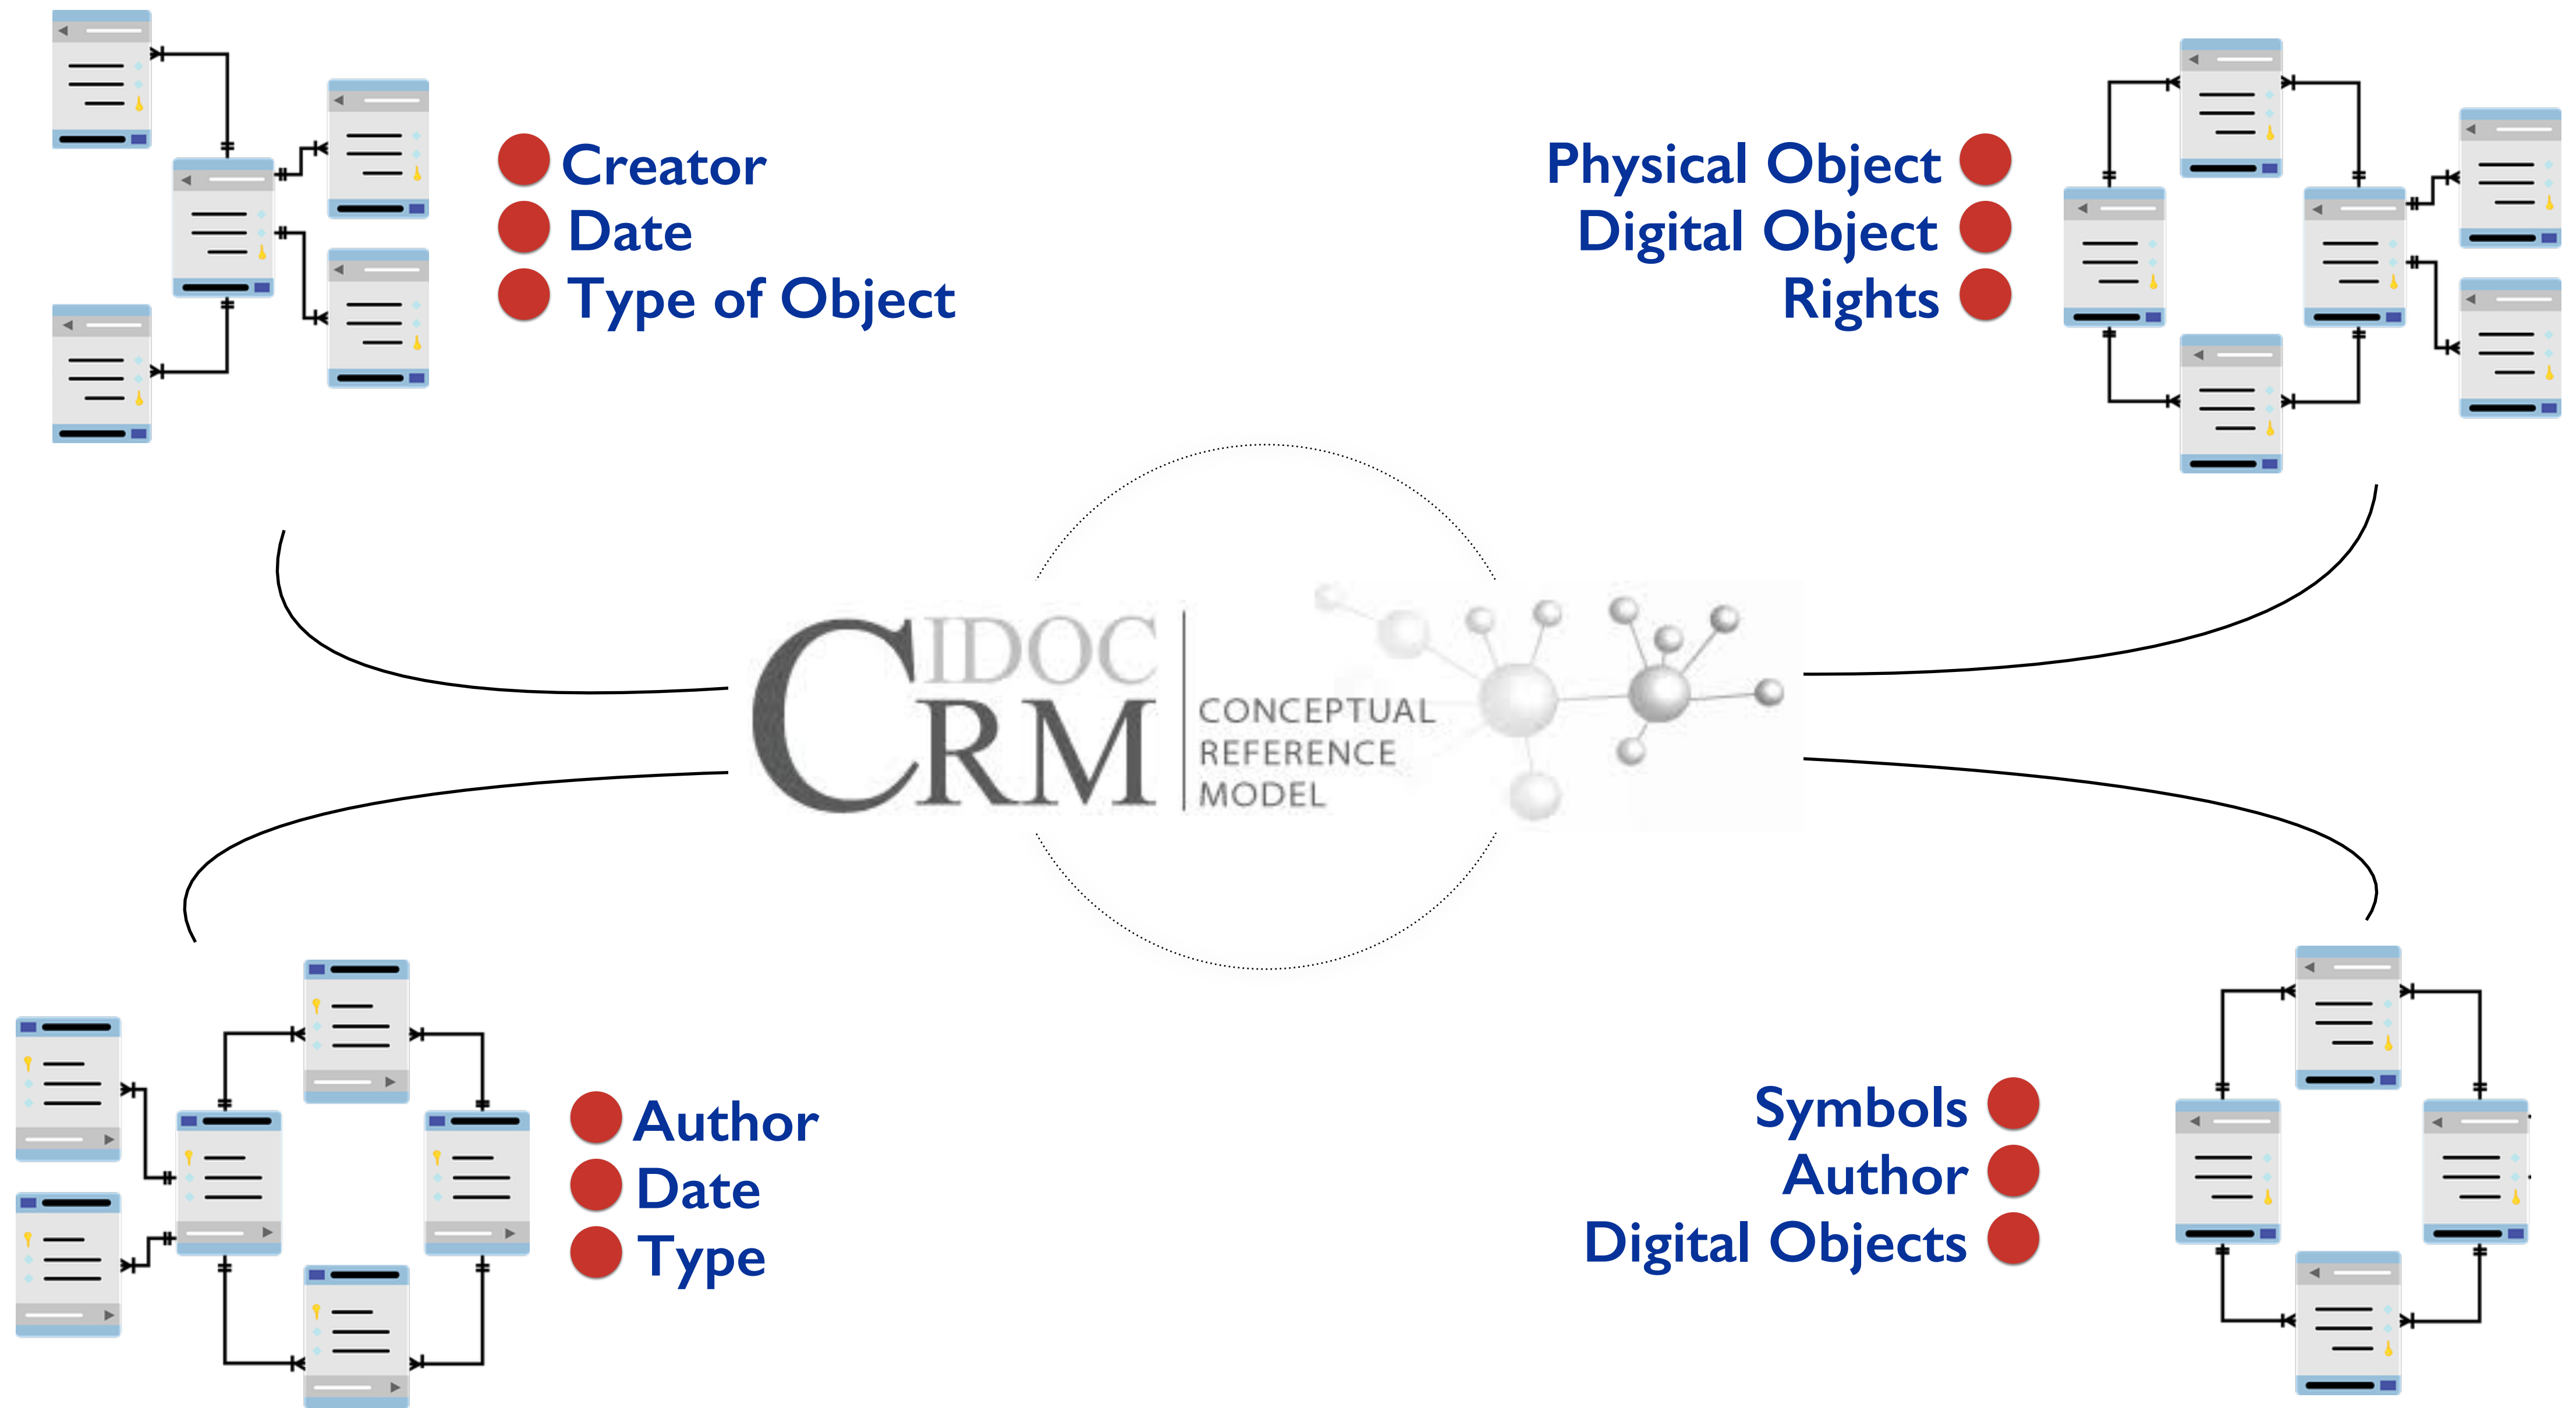 Creator
Date
Type of Object
Physical Object
Digital Object
Rights
CIDOC
CRM
CONCEPTUAL
REFERENCE
MODEL
Author
Date
Type
Symbols
Author
Digital Objects